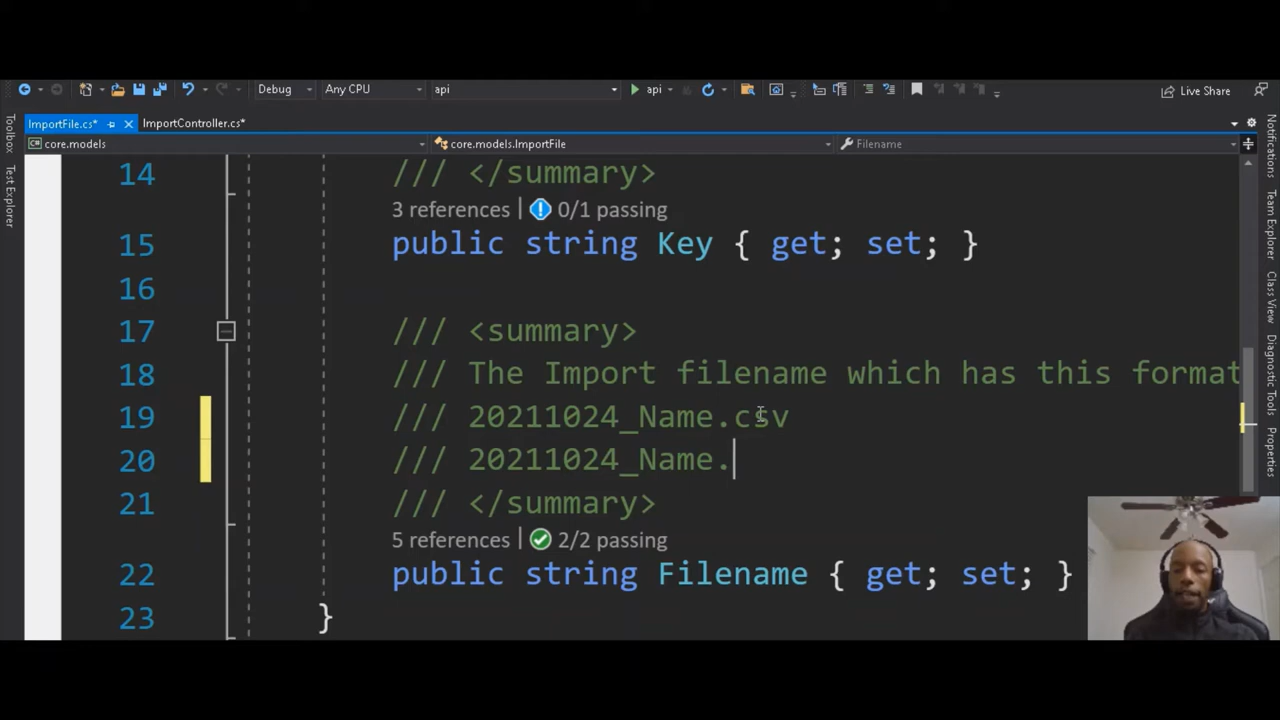 Debug Any CPU api api Live Share
ImportFile.cs* ImportController.cs*
core.models core.models.ImportFile Filename
Toolbox
Test Explorer
14 /// </summary>
3 references | 0/1 passing
15 public string Key { get; set; }
16
17 /// <summary>
18 /// The Import filename which has this format
19 /// 20211024_Name.csv
20 /// 20211024_Name.
21 /// </summary>
5 references | 2/2 passing
22 public string Filename { get; set; }
23 }
Notifications
Team Explorer
Class View
Diagnostic Tools
Properties